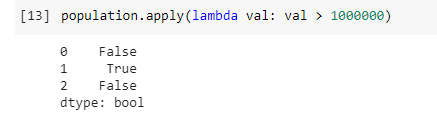 [13] population.apply(lambda val: val > 1000000)
0 False
1 True
2 False
dtype: bool